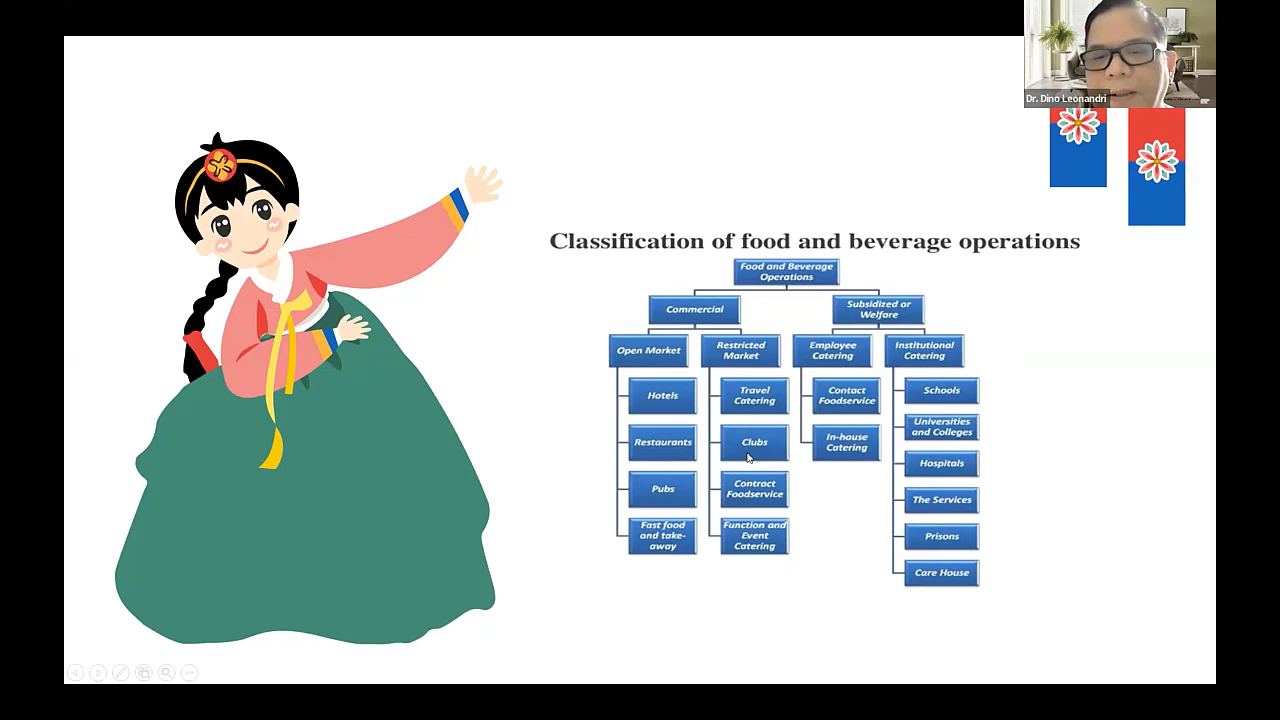 Dr. Dino Leonandri
Classification of food and beverage operations
Food and Beverage
Operations
Commercial
Subsidized or
Welfare
Open Market
Restricted
Market
Employee
Catering
Institutional
Catering
Hotels
Restaurants
Pubs
Fast food
and take-
away
Travel
Catering
Clubs
Contract
Foodservice
Function and
Event
Catering
Contact
Foodservice
In-house
Catering
Schools
Universities
and Colleges
Hospitals
The Services
Prisons
Care House